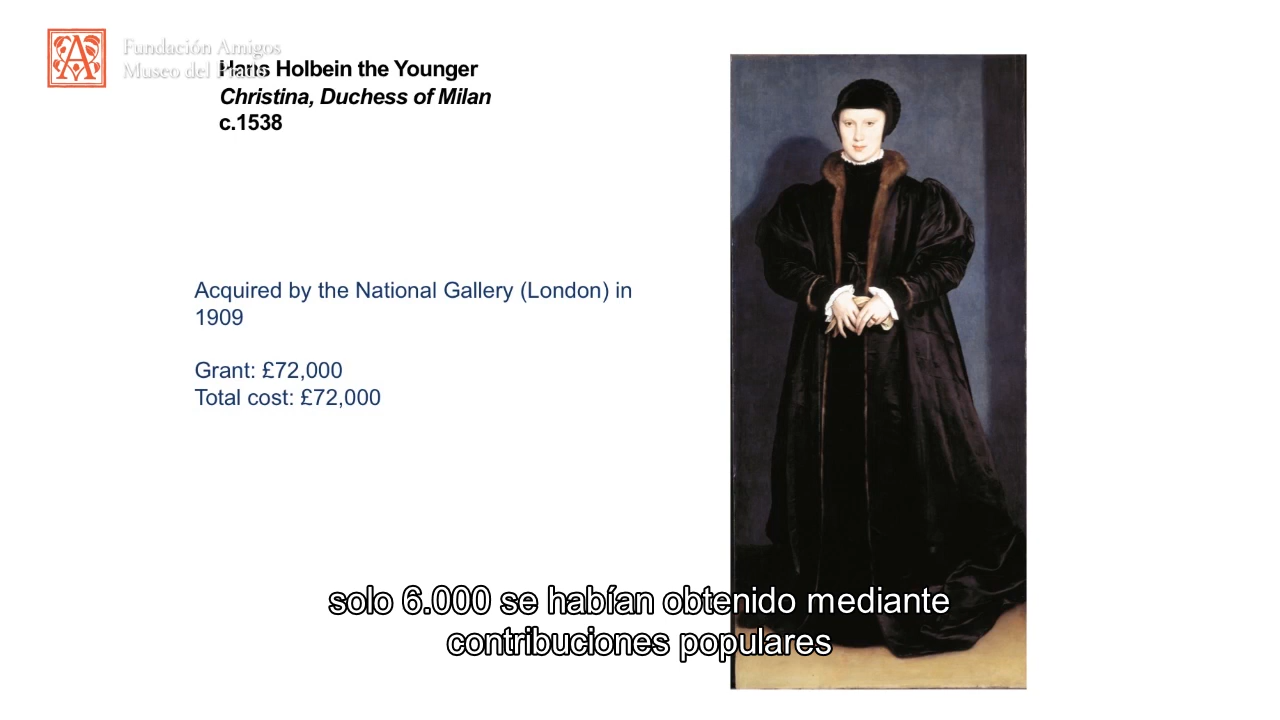 Fundación Amigos
Museo del Prado
Hans Holbein the Younger
Christina, Duchess of Milan
c.1538
Acquired by the National Gallery (London) in
1909
Grant: £72,000
Total cost: £72,000
solo 6.000 se habían obtenido mediante
contribuciones populares